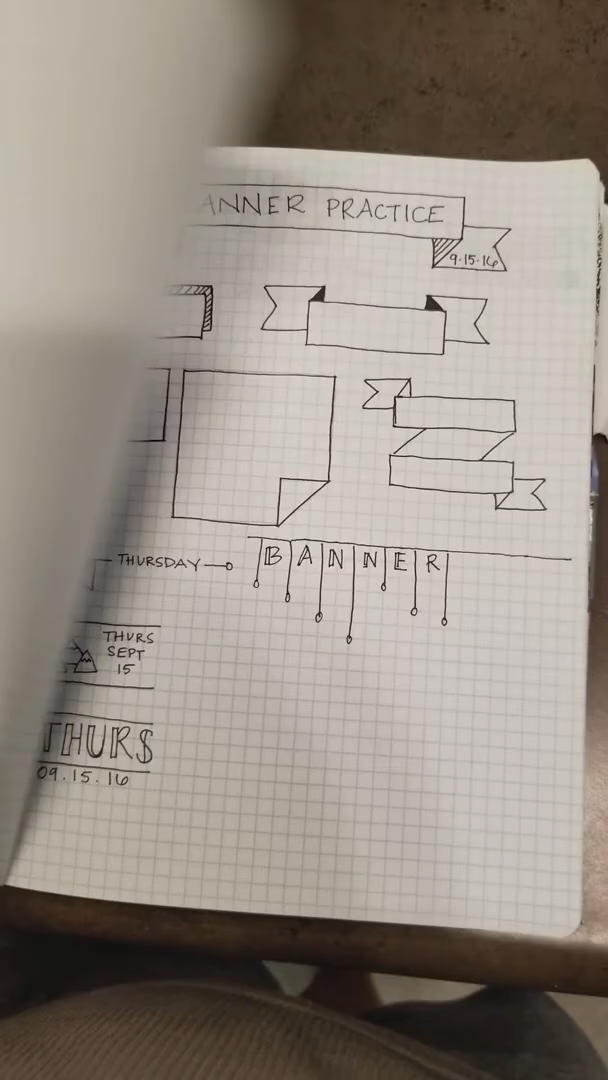 ANNER PRACTICE
9.15.16
THURSDAY
BANNER
THURS
SEPT
15
THURS
09.15.16